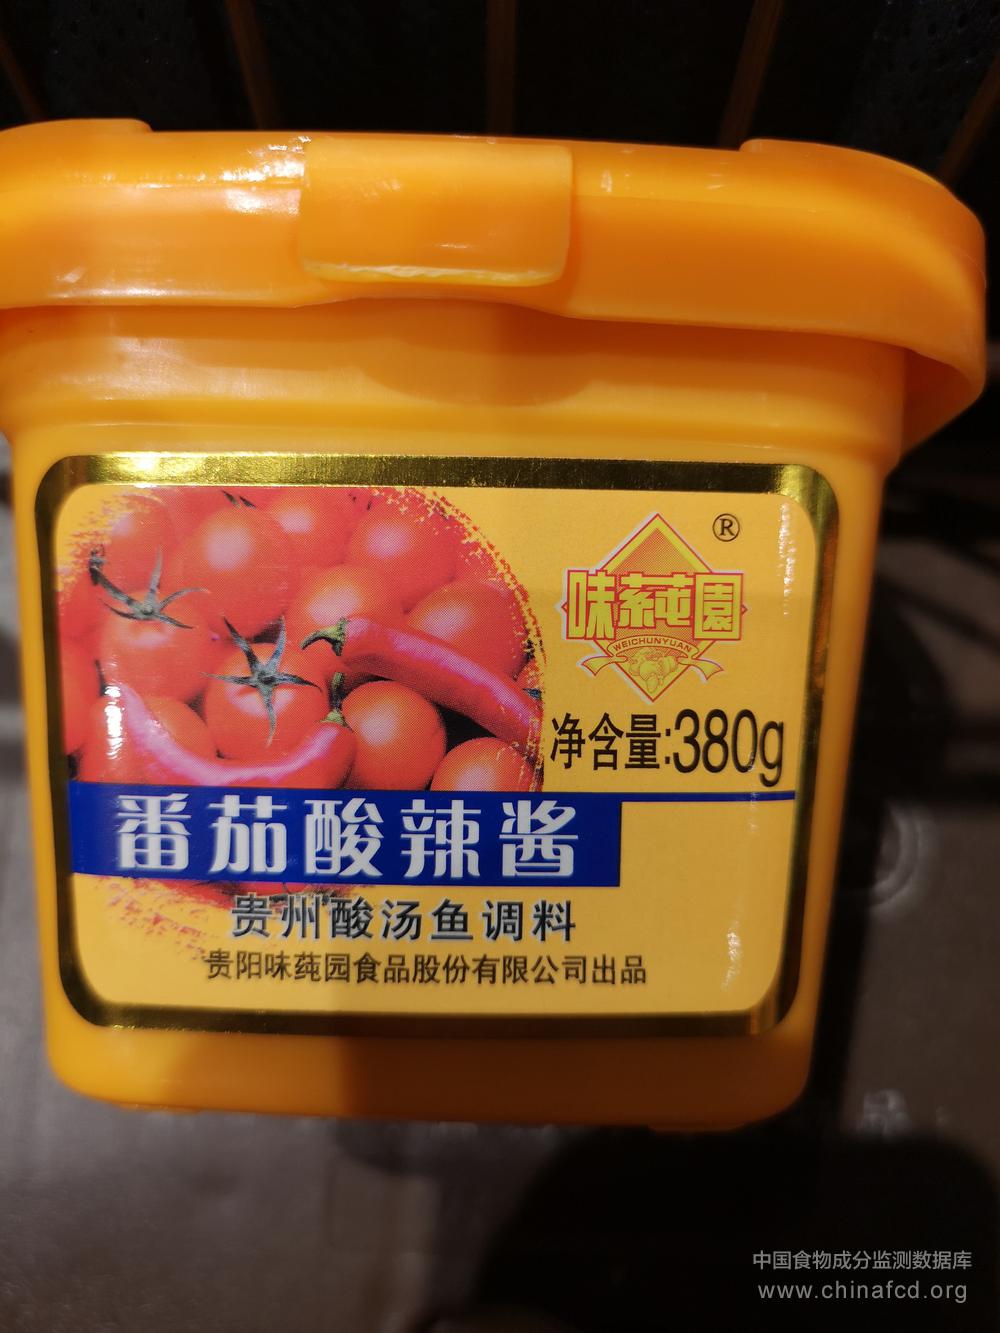 ®
味莼園
WEICHUNYUAN
净含量:380g
番茄酸辣酱
贵州酸汤鱼调料
贵阳味莼园食品股份有限公司出品
中国食物成分监测数据库
www.chinafcd.org